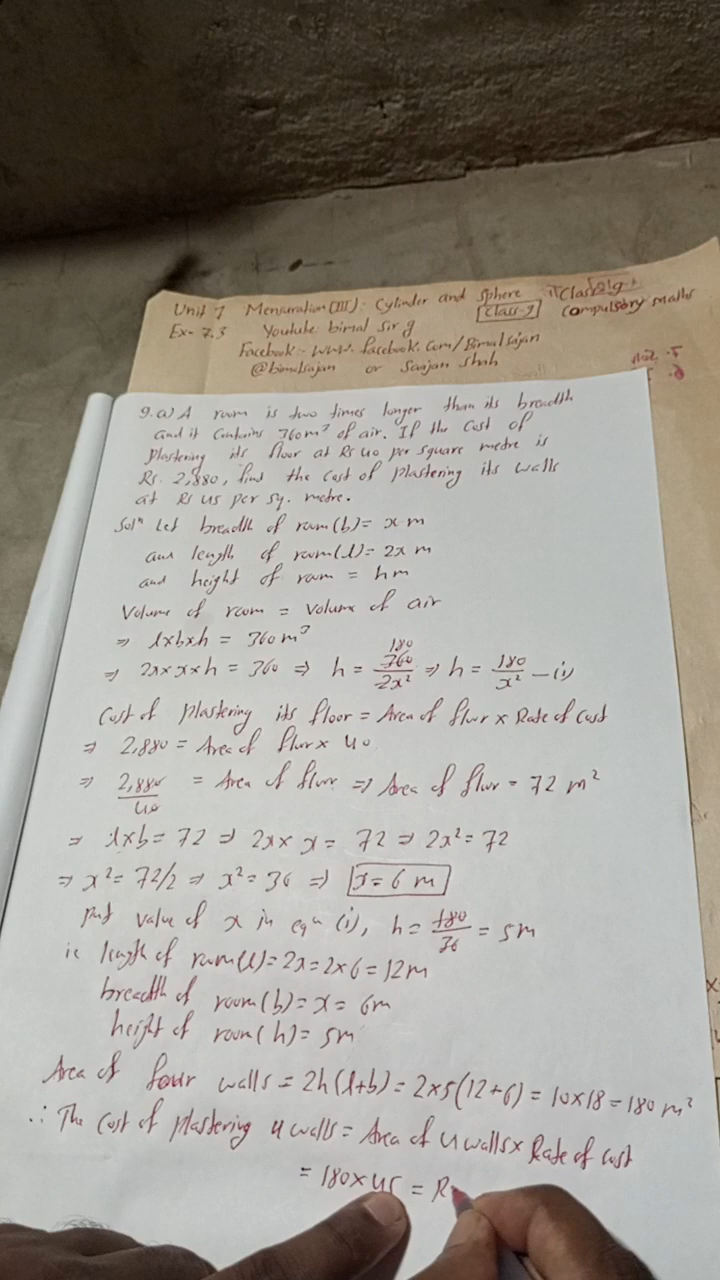 Unit 7 Mensuration (III): Cylinder and Sphere
Ex- 7.3 Youtube bimal Sir g [Class-9] Compulsory maths
Facebook:- www.facebook.com/Bimalsajan
@bimalsajan or Saajan Shah
9.a) A room is two times longer than its breadth
and it contains 360m³ of air. If the cost of
plastering its floor at Rs 40 per square metre is
Rs. 2,880, find the cost of plastering its walls
at Rs 45 per sq. metre.
Solⁿ Let breadth of room(b)= x m
and length of room(l)= 2x m
and height of room = hm
Volume of room = Volume of air
⇒ l×b×h = 360m³
⇒ 2x×x×h = 360 ⇒ h = 180 360/2x² ⇒ h = 180/x² —(i)
Cost of plastering its floor = Area of floor × Rate of cost
⇒ 2,880 = Area of floor × 40
⇒ 2,880/40 = Area of floor ⇒ Area of floor = 72 m²
⇒ l×b= 72 ⇒ 2x× x = 72 ⇒ 2x²= 72
⇒ x²= 72/2 ⇒ x²= 36 ⇒ x= 6 m
put value of x in eqⁿ (i), h= 180/36 = 5m
ie length of room(l)=2x=2×6=12m
breadth of room(b)=x= 6m
height of room(h)= 5m
Area of four walls = 2h(l+b)= 2×5(12+6) = 10×18=180 m²
∴ The cost of plastering 4 walls= Area of 4 walls× Rate of cost
= 180×45 = R